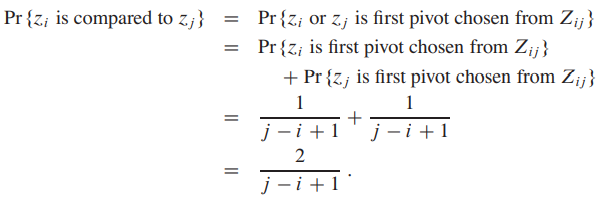 Pr {z_i is compared to z_j} = Pr {z_i or z_j is first pivot chosen from Z_ij}
= Pr {z_i is first pivot chosen from Z_ij}
+ Pr {z_j is first pivot chosen from Z_ij}
= 1/(j − i + 1) + 1/(j − i + 1)
= 2/(j − i + 1) .